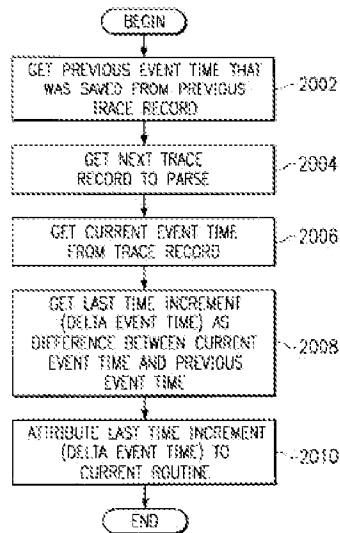 BEGIN
GET PREVIOUS EVENT TIME THAT
WAS SAVED FROM PREVIOUS
TRACE RECORD
2002
GET NEXT TRACE
RECORD TO PARSE
2004
GET CURRENT EVENT TIME
FROM TRACE RECORD
2006
GET LAST TIME INCREMENT
(DELTA EVENT TIME) AS
DIFFERENCE BETWEEN CURRENT
EVENT TIME AND PREVIOUS
EVENT TIME
2008
ATTRIBUTE LAST TIME INCREMENT
(DELTA EVENT TIME) TO
CURRENT ROUTINE
2010
END